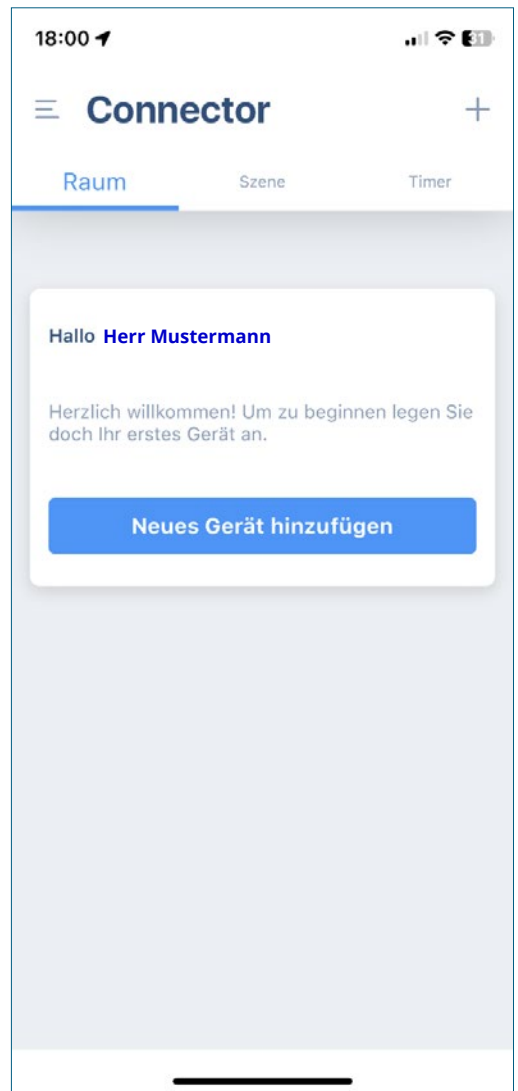 18:00
31
Connector
Raum Szene Timer
Hallo Herr Mustermann
Herzlich willkommen! Um zu beginnen legen Sie
doch Ihr erstes Gerät an.
Neues Gerät hinzufügen